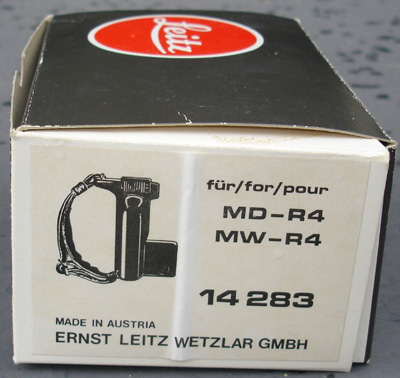 Leitz
für/for/pour
MD-R4
MW-R4
14 283
MADE IN AUSTRIA
ERNST LEITZ WETZLAR GMBH